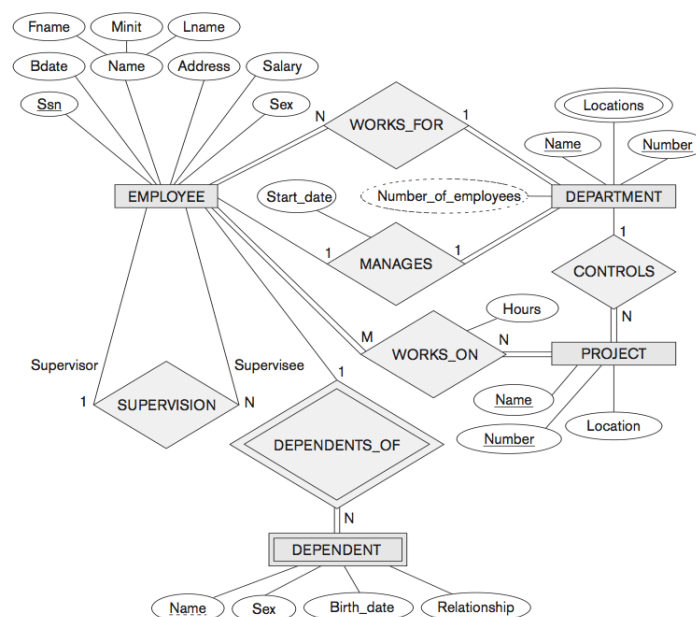 Fname
Minit
Lname
Bdate
Name
Address
Salary
Ssn
Sex
N
WORKS_FOR
1
Locations
Name
Number
EMPLOYEE
Start_date
Number_of_employees
DEPARTMENT
1
MANAGES
1
1
CONTROLS
Hours
M
WORKS_ON
N
N
PROJECT
Supervisor
Supervisee
1
SUPERVISION
N
1
Name
Number
Location
DEPENDENTS_OF
N
DEPENDENT
Name
Sex
Birth_date
Relationship